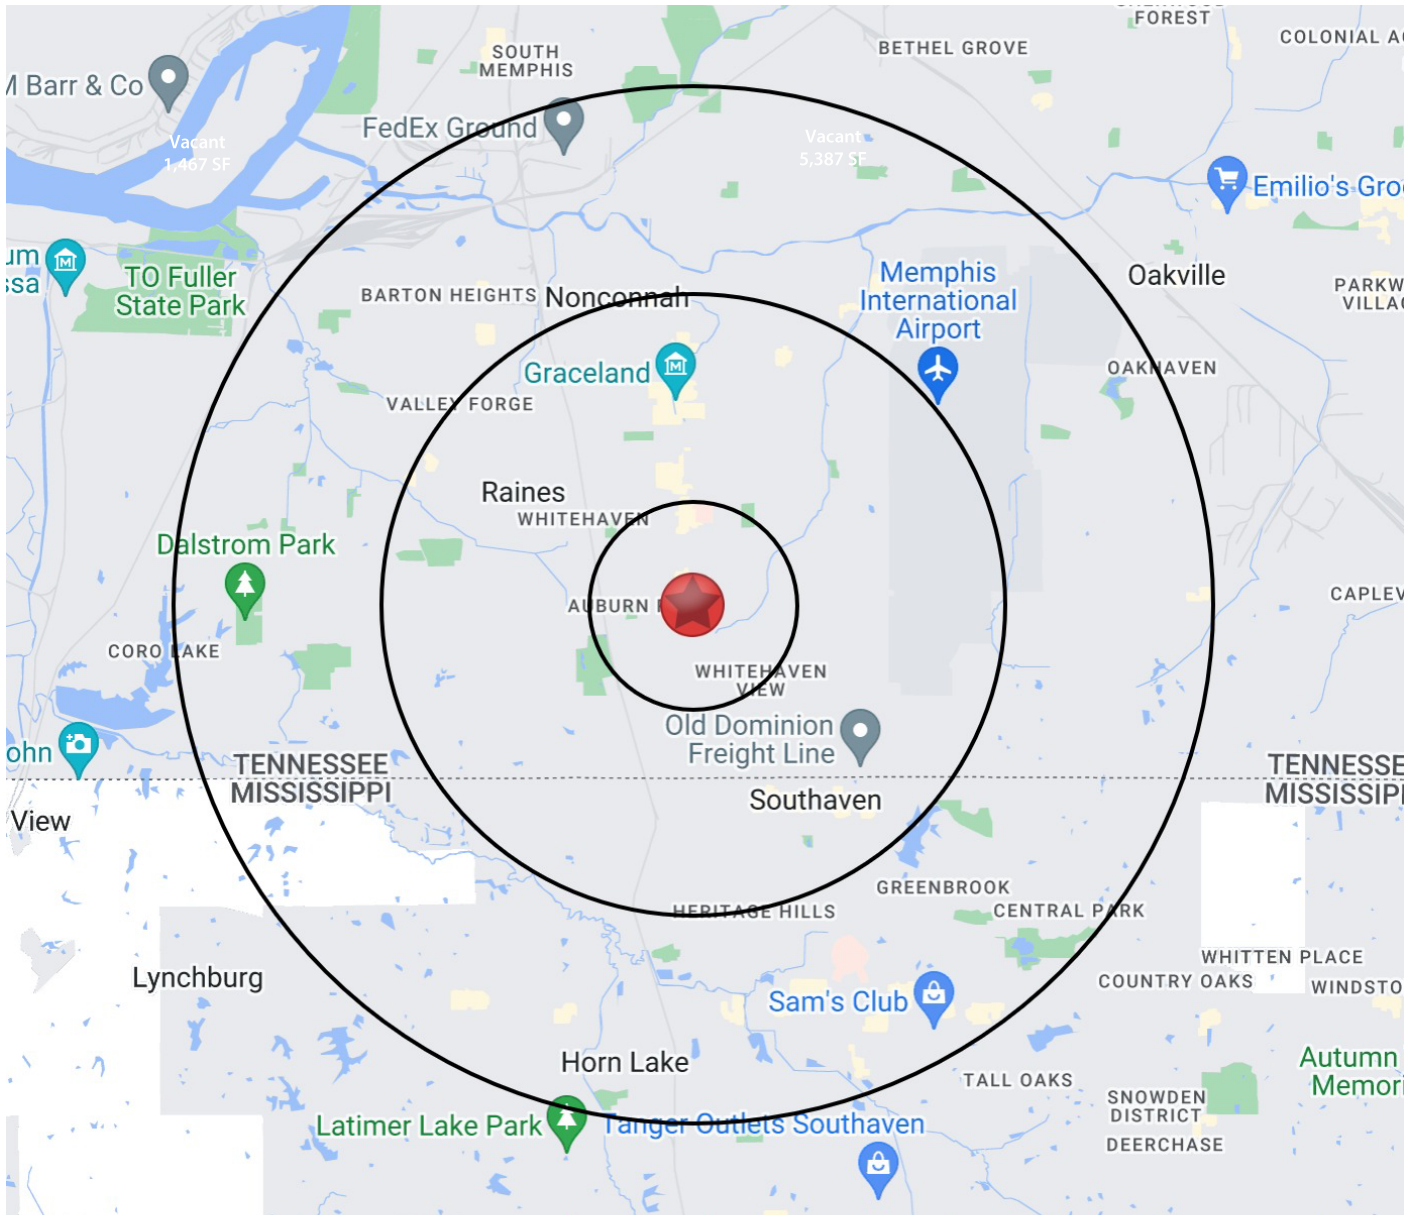 FOREST
COLONIAL
SOUTH
MEMPHIS
BETHEL GROVE
M Barr & Co
FedEx Ground
Vacant
1,467 SF
Vacant
5,387 SF
Emilio's Gro
um
ssa
TO Fuller
State Park
BARTON HEIGHTS
Nonconnah
Memphis
International
Airport
Oakville
PARKW
VILLA
Graceland
OAKHAVEN
VALLEY FORGE
Raines
WHITEHAVEN
Dalstrom Park
AUBURN
CAPLEV
CORO LAKE
WHITEHAVEN
VIEW
Old Dominion
Freight Line
ohn
TENNESSEE
MISSISSIPPI
TENNESSE
MISSISSIP
View
Southaven
GREENBROOK
HERITAGE HILLS
CENTRAL PARK
Lynchburg
WHITTEN PLACE
COUNTRY OAKS
WINDSTO
Sam's Club
Horn Lake
TALL OAKS
Autumn
Memori
SNOWDEN
DISTRICT
Latimer Lake Park
Tanger Outlets Southaven
DEERCHASE